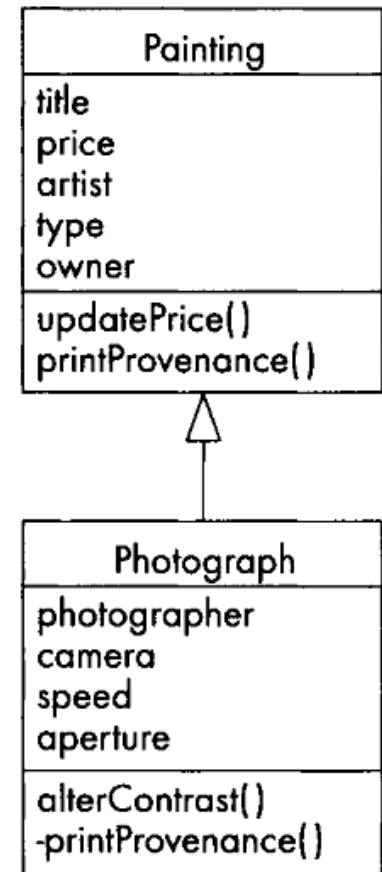 Painting
title
price
artist
type
owner
updatePrice()
printProvenance()
Photograph
photographer
camera
speed
aperture
alterContrast()
-printProvenance()